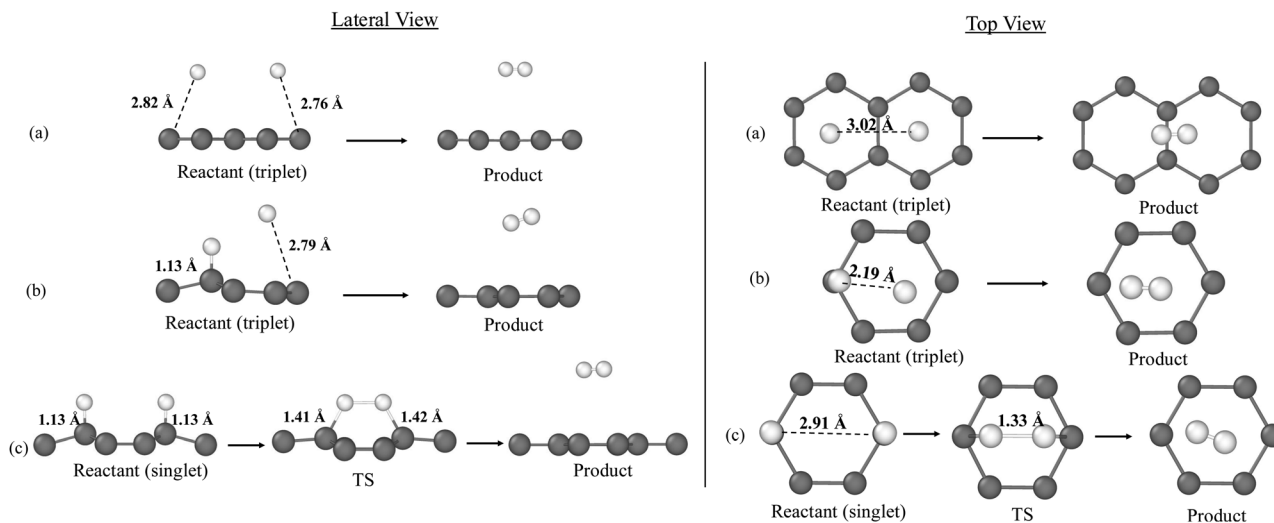 Lateral View
2.82 Å
2.76 Å
(a)
Reactant (triplet)
Product
1.13 Å
2.79 Å
(b)
Reactant (triplet)
Product
1.13 Å
1.13 Å
1.41 Å
1.42 Å
(c)
Reactant (singlet)
TS
Product
Top View
(a)
3.02 Å
Reactant (triplet)
Product
(b)
2.19 Å
Reactant (triplet)
Product
(c)
2.91 Å
1.33 Å
Reactant (singlet)
TS
Product